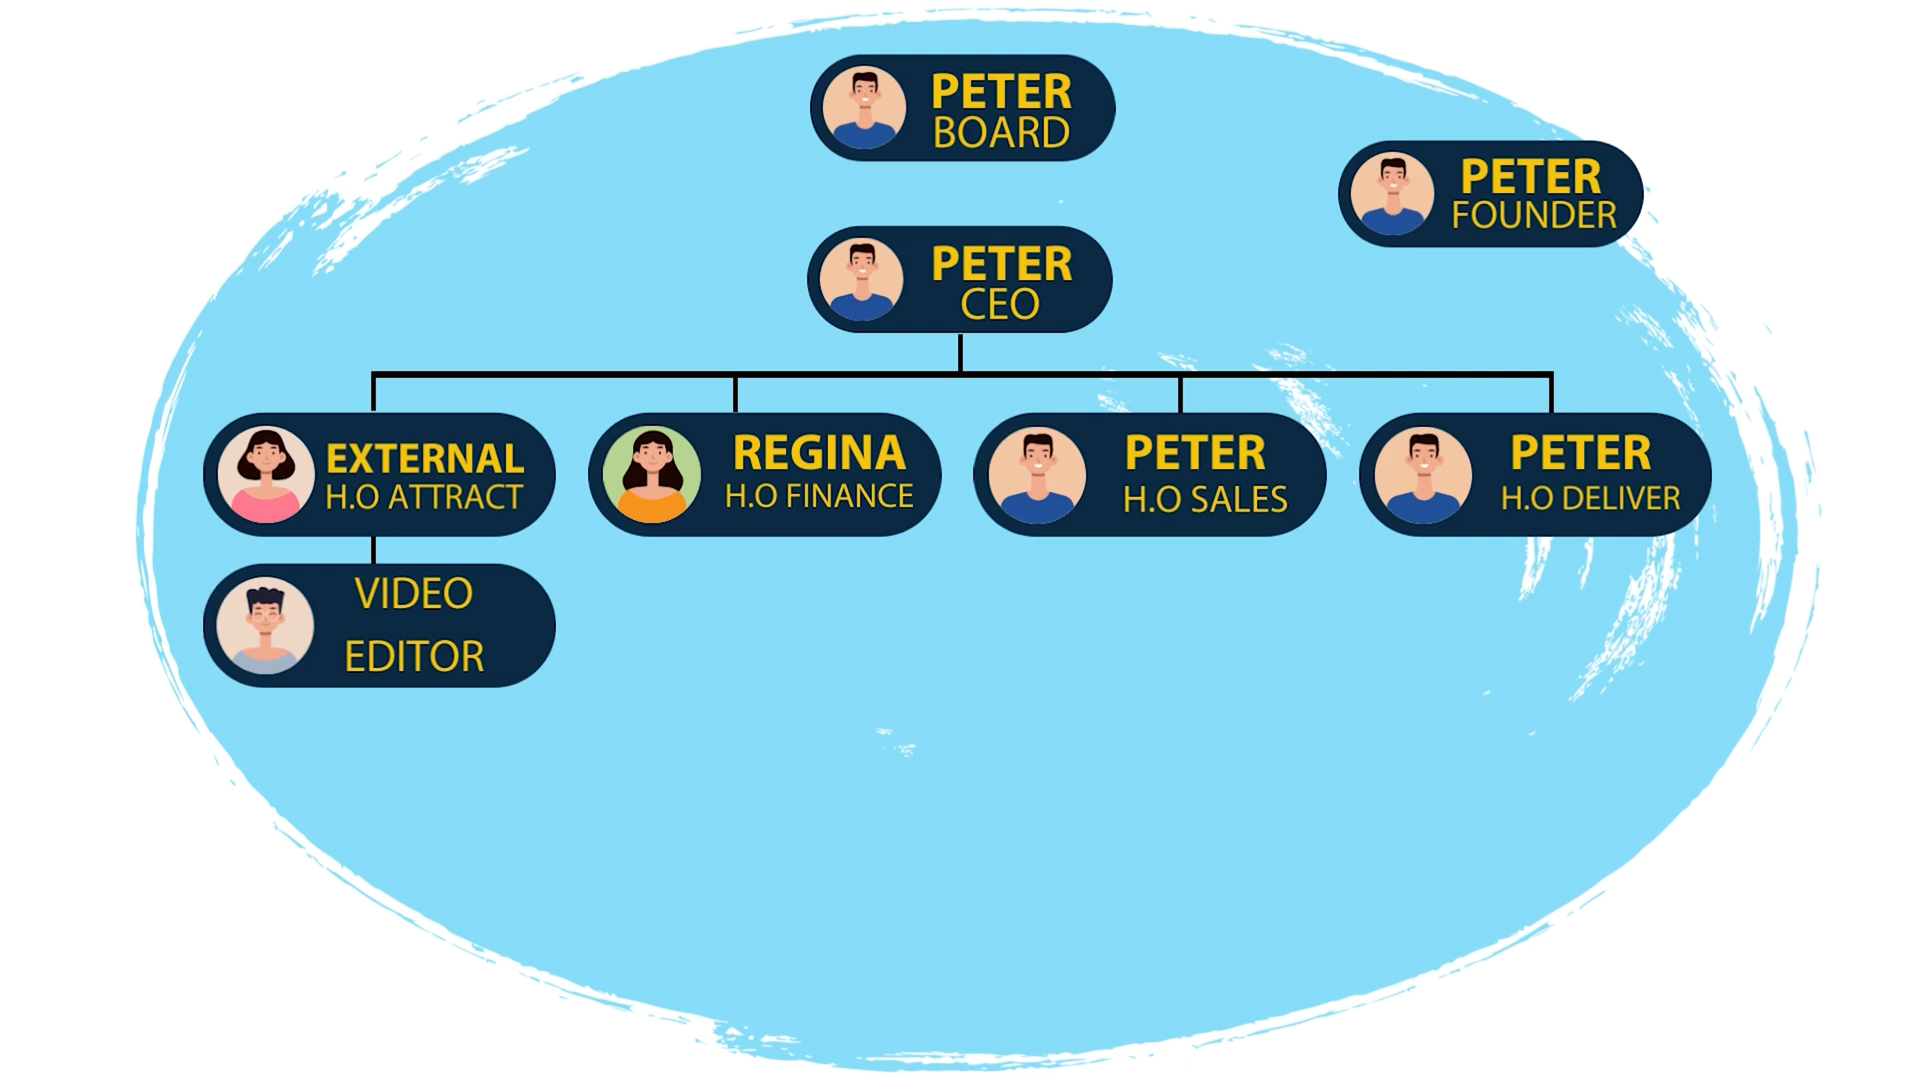 PETER
BOARD
PETER
FOUNDER
PETER
CEO
EXTERNAL
H.O ATTRACT
REGINA
H.O FINANCE
PETER
H.O SALES
PETER
H.O DELIVER
VIDEO
EDITOR